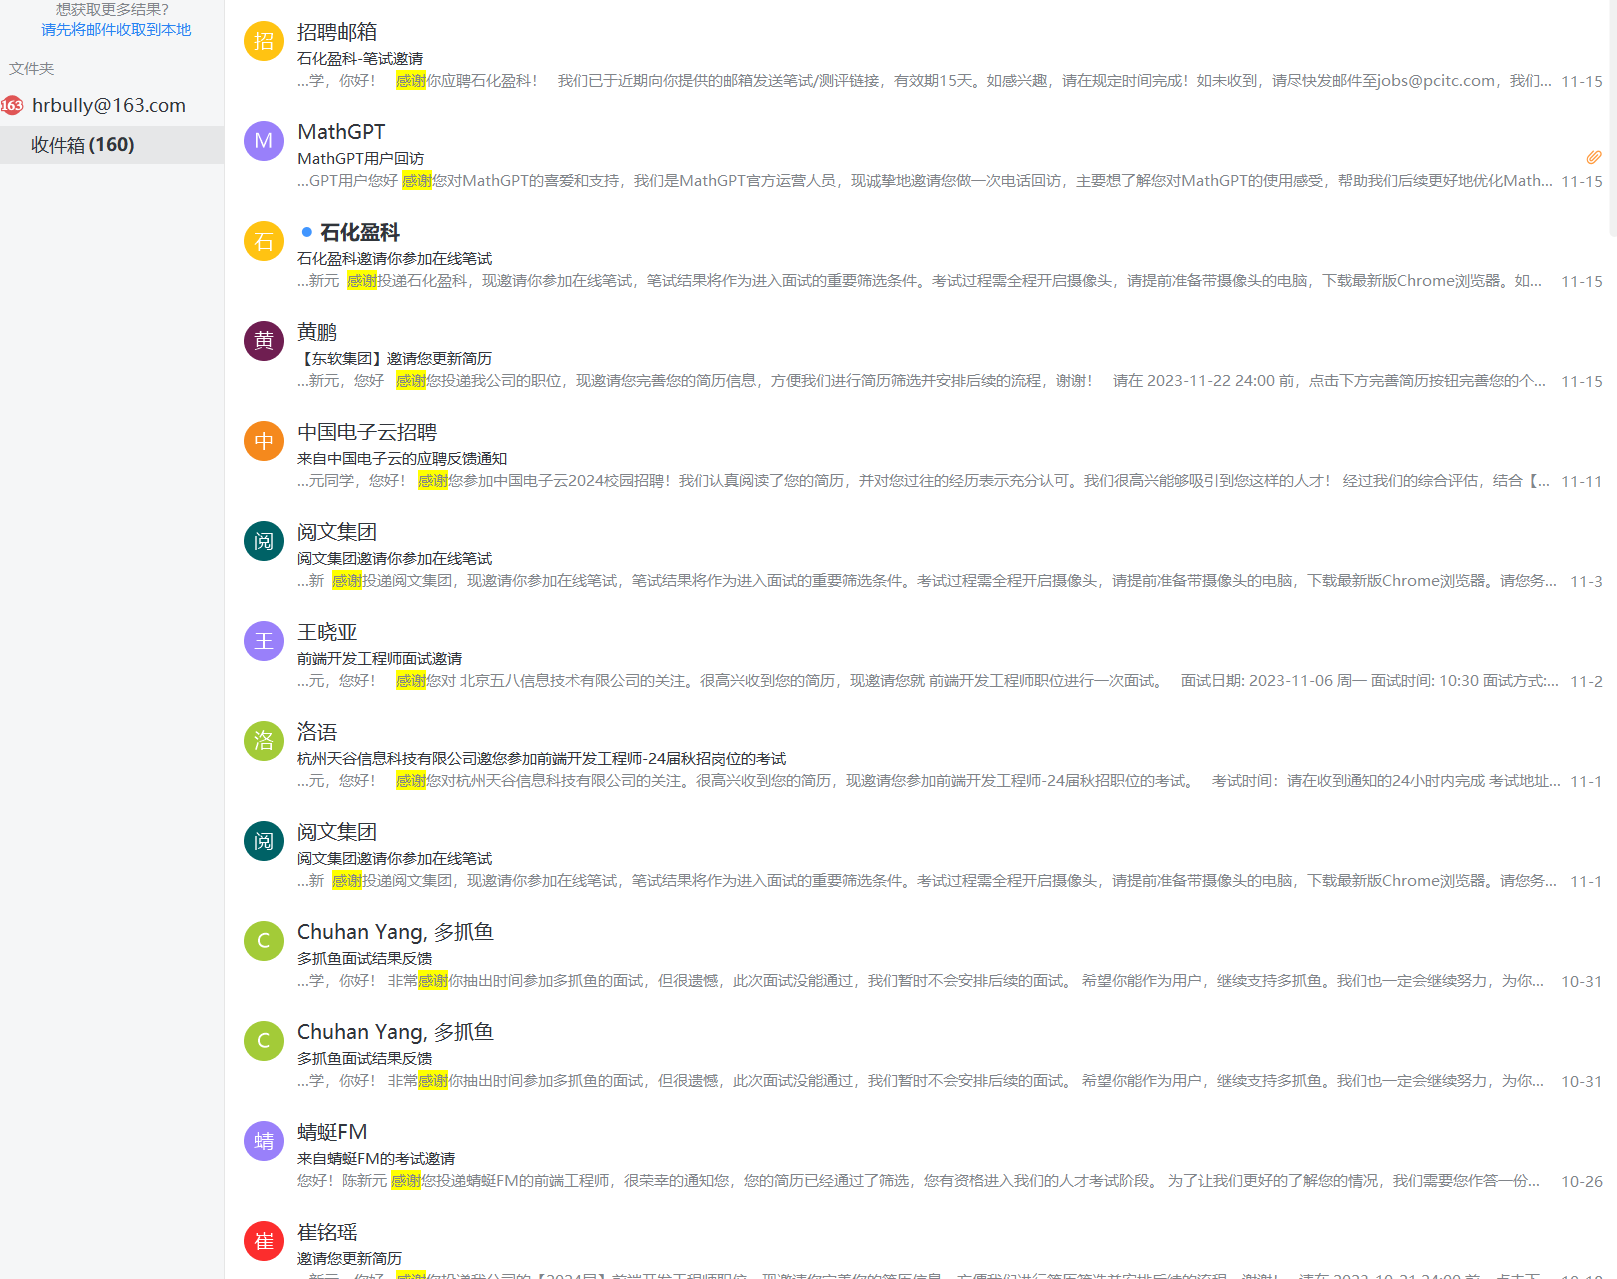 想获取更多结果?
请先将邮件收取到本地
文件夹
163 hrbully@163.com
收件箱(160)
招 招聘邮箱
石化盈科-笔试邀请
...学，你好！ 感谢你应聘石化盈科！ 我们已于近期向你提供的邮箱发送笔试/测评链接，有效期15天。如感兴趣，请在规定时间完成！如未收到，请尽快发邮件至jobs@pcitc.com，我们... 11-15
M MathGPT
MathGPT用户回访
...GPT用户您好 感谢您对MathGPT的喜爱和支持，我们是MathGPT官方运营人员，现诚挚地邀请您做一次电话回访，主要想了解您对MathGPT的使用感受，帮助我们后续更好地优化Math... 11-15
石 石化盈科
石化盈科邀请你参加在线笔试
...新元 感谢投递石化盈科，现邀请你参加在线笔试，笔试结果将作为进入面试的重要筛选条件。考试过程需全程开启摄像头，请提前准备带摄像头的电脑，下载最新版Chrome浏览器。如... 11-15
黄 黄鹏
【东软集团】邀请您更新简历
...新元，您好 感谢您投递我公司的职位，现邀请您完善您的简历信息，方便我们进行简历筛选并安排后续的流程，谢谢！ 请在 2023-11-22 24:00 前，点击下方完善简历按钮完善您的个... 11-15
中 中国电子云招聘
来自中国电子云的应聘反馈通知
...元同学，您好！ 感谢您参加中国电子云2024校园招聘！我们认真阅读了您的简历，并对您过往的经历表示充分认可。我们很高兴能够吸引到您这样的人才！ 经过我们的综合评估，结合【... 11-11
阅 阅文集团
阅文集团邀请你参加在线笔试
...新 感谢投递阅文集团，现邀请你参加在线笔试，笔试结果将作为进入面试的重要筛选条件。考试过程需全程开启摄像头，请提前准备带摄像头的电脑，下载最新版Chrome浏览器。请您务... 11-3
王 王晓亚
前端开发工程师面试邀请
...元，您好！ 感谢您对 北京五八信息技术有限公司的关注。很高兴收到您的简历，现邀请您就 前端开发工程师职位进行一次面试。 面试日期: 2023-11-06 周一 面试时间: 10:30 面试方式:... 11-2
洛 洛语
杭州天谷信息科技有限公司邀您参加前端开发工程师-24届秋招岗位的考试
...元，您好！ 感谢您对杭州天谷信息科技有限公司的关注。很高兴收到您的简历，现邀请您参加前端开发工程师-24届秋招职位的考试。 考试时间：请在收到通知的24小时内完成 考试地址... 11-1
阅 阅文集团
阅文集团邀请你参加在线笔试
...新 感谢投递阅文集团，现邀请你参加在线笔试，笔试结果将作为进入面试的重要筛选条件。考试过程需全程开启摄像头，请提前准备带摄像头的电脑，下载最新版Chrome浏览器。请您务... 11-1
C Chuhan Yang, 多抓鱼
多抓鱼面试结果反馈
...学，你好！ 非常感谢你抽出时间参加多抓鱼的面试，但很遗憾，此次面试没能通过，我们暂时不会安排后续的面试。 希望你能作为用户，继续支持多抓鱼。我们也一定会继续努力，为你... 10-31
C Chuhan Yang, 多抓鱼
多抓鱼面试结果反馈
...学，你好！ 非常感谢你抽出时间参加多抓鱼的面试，但很遗憾，此次面试没能通过，我们暂时不会安排后续的面试。 希望你能作为用户，继续支持多抓鱼。我们也一定会继续努力，为你... 10-31
蜻 蜻蜓FM
来自蜻蜓FM的考试邀请
您好！陈新元 感谢您投递蜻蜓FM的前端工程师，很荣幸的通知您，您的简历已经通过了筛选，您有资格进入我们的人才考试阶段。 为了让我们更好的了解您的情况，我们需要您作答一份... 10-26
崔 崔铭瑶
邀请您更新简历